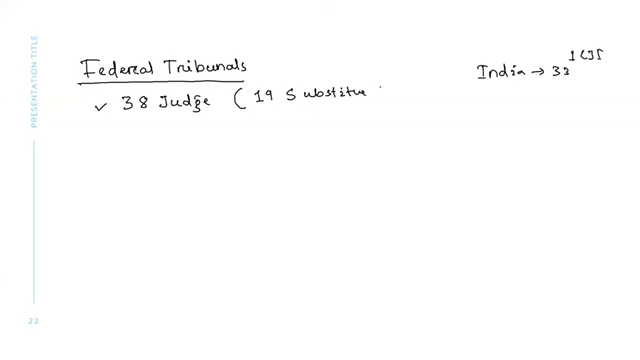 PRESENTATION TITLE
Federal Tribunals
✓ 38 Judge ( 19 Substitue
India → 33
1 CJI
22